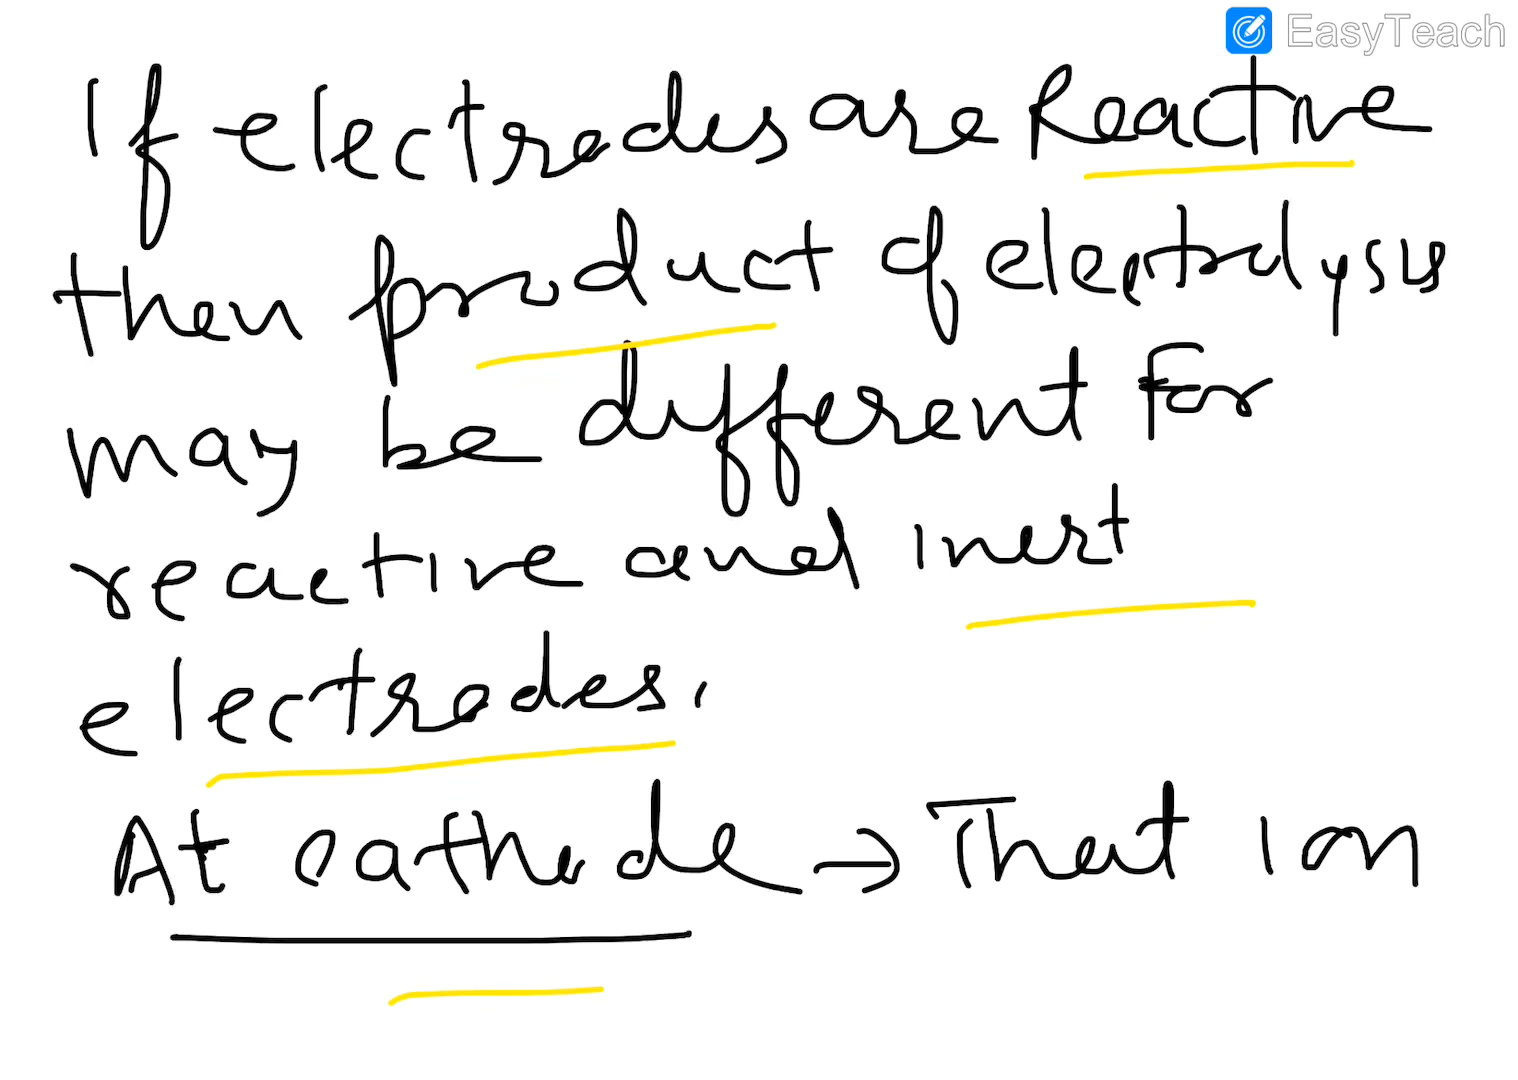 EasyTeach
If electrodes are Reactive
then product of electrolysis
may be different For
reactive and inert
electrodes.
At cathode → That ion